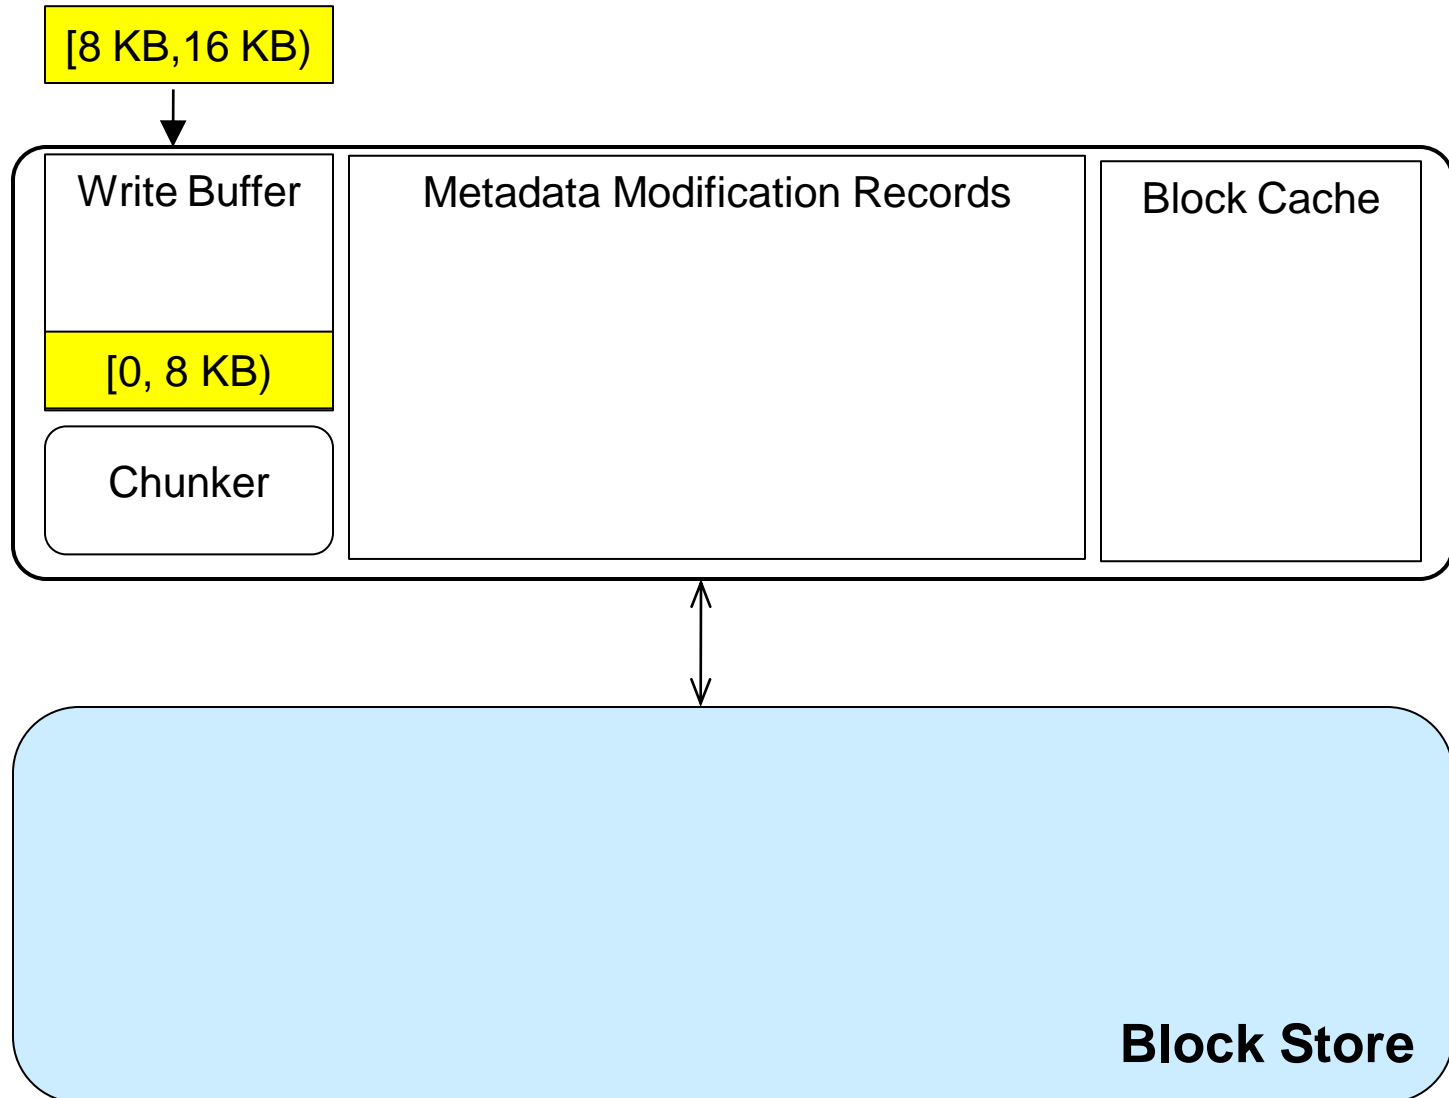 [8 KB,16 KB)
Write Buffer
Metadata Modification Records
Block Cache
[0, 8 KB)
Chunker
Block Store